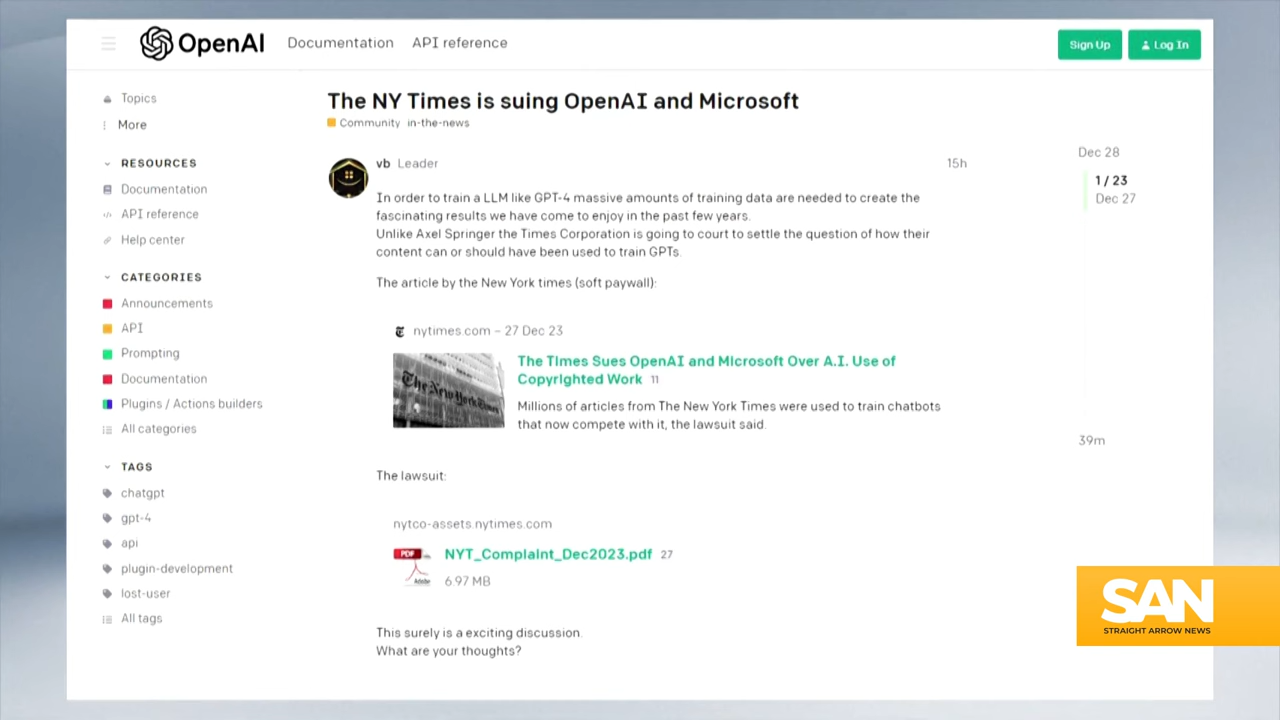 OpenAI Documentation API reference Sign Up Log In
Topics
More
RESOURCES
Documentation
API reference
Help center
CATEGORIES
Announcements
API
Prompting
Documentation
Plugins / Actions builders
All categories
TAGS
chatgpt
gpt-4
api
plugin-development
lost-user
All tags
The NY Times is suing OpenAI and Microsoft
Community in-the-news
vb Leader 15h
In order to train a LLM like GPT-4 massive amounts of training data are needed to create the
fascinating results we have come to enjoy in the past few years.
Unlike Axel Springer the Times Corporation is going to court to settle the question of how their
content can or should have been used to train GPTs.
The article by the New York times (soft paywall):
nytimes.com – 27 Dec 23
The New York Times
The Times Sues OpenAI and Microsoft Over A.I. Use of
Copyrighted Work 11
Millions of articles from The New York Times were used to train chatbots
that now compete with it, the lawsuit said.
The lawsuit:
nytco-assets.nytimes.com
PDF
Adobe
NYT_Complaint_Dec2023.pdf 27
6.97 MB
This surely is a exciting discussion.
What are your thoughts?
Dec 28
1 / 23
Dec 27
39m
SAN
STRAIGHT ARROW NEWS